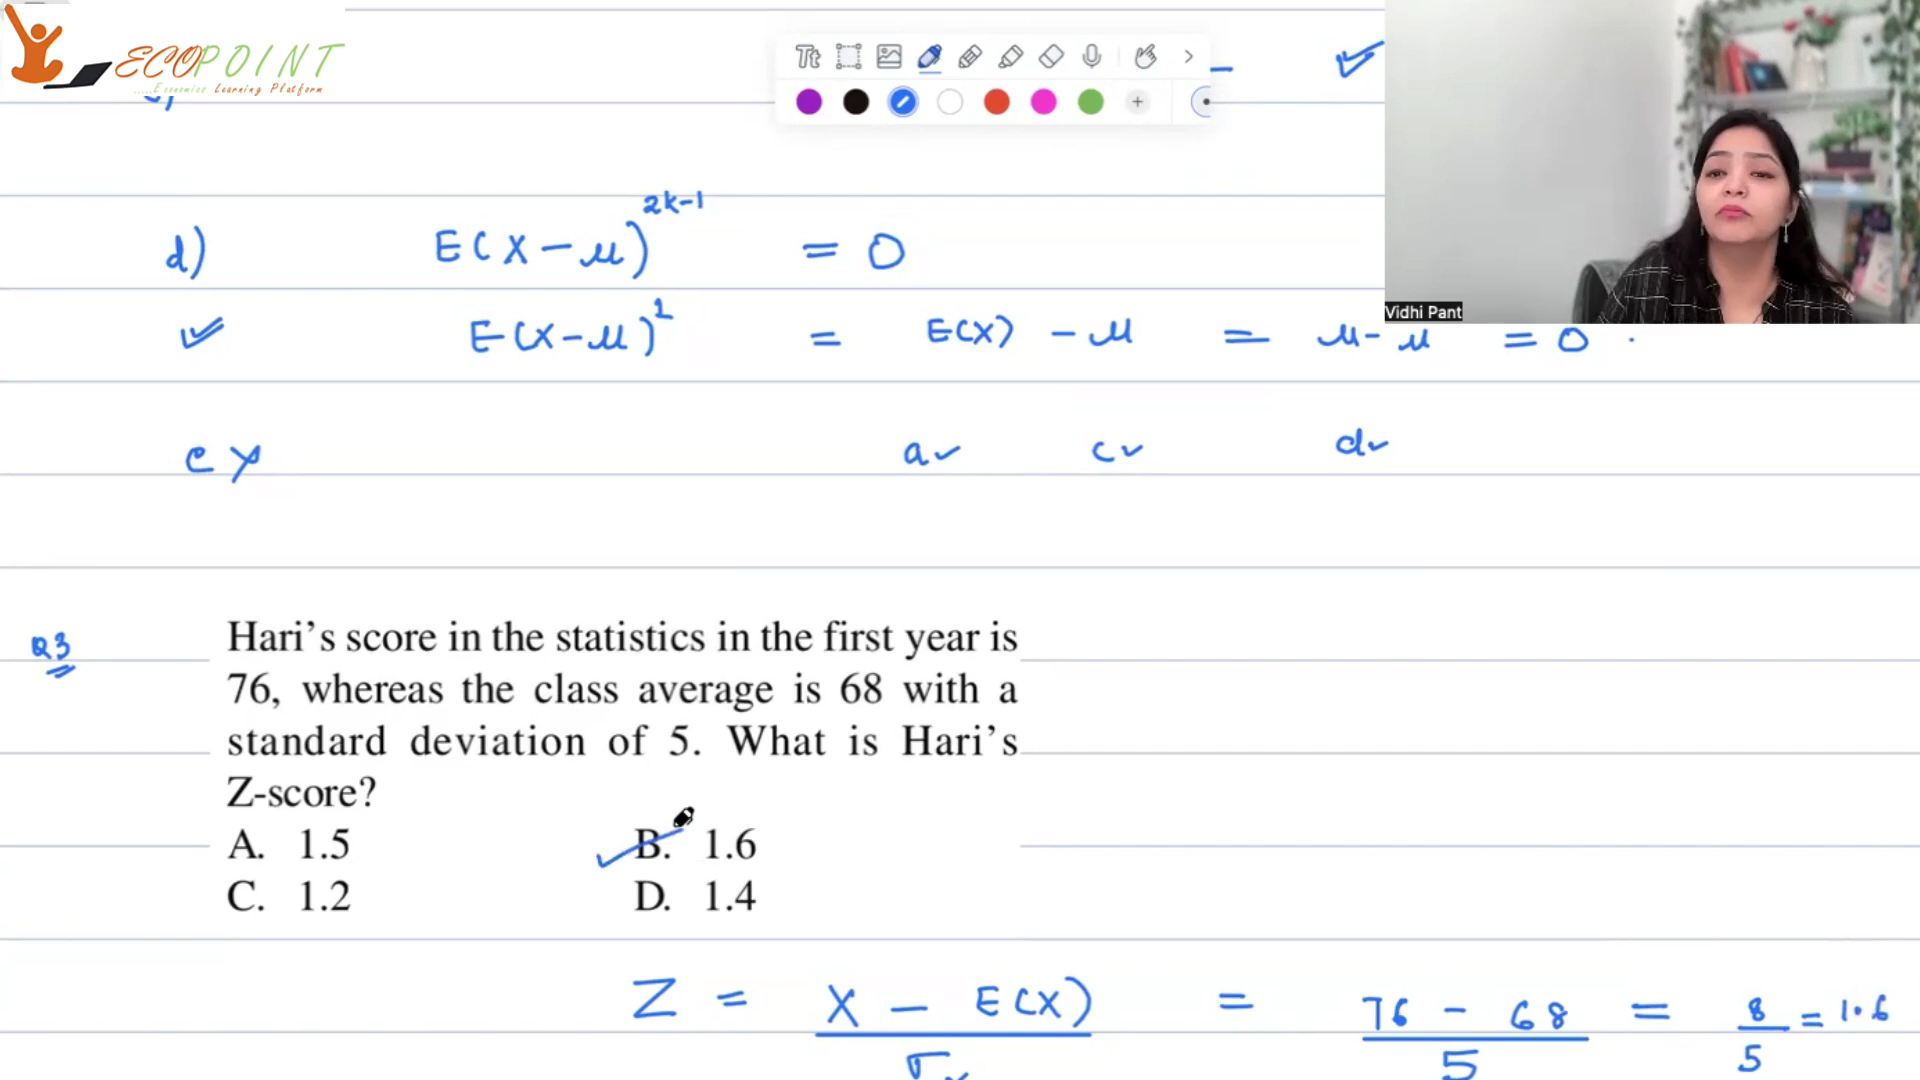 ECOPOINT
.....Economics Learning Platform
Tt
Vidhi Pant
d) E(X-μ)^{2k-1} = 0
E(X-μ)^1 = E(X) - μ = μ - μ = 0 .
e a c d
Q3
Hari's score in the statistics in the first year is
76, whereas the class average is 68 with a
standard deviation of 5. What is Hari's
Z-score?
A. 1.5 B. 1.6
C. 1.2 D. 1.4
Z = X - E(X) = 76 - 68 = 8 = 1.6
σx 5 5